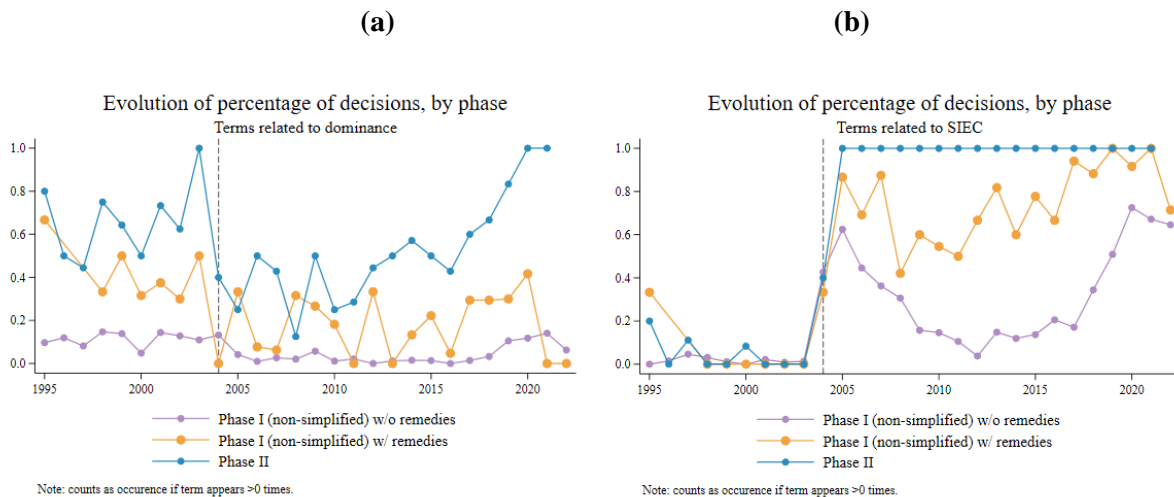 (a)
Evolution of percentage of decisions, by phase
Terms related to dominance
1.0
0.8
0.6
0.4
0.2
0.0
1995 2000 2005 2010 2015 2020
Phase I (non-simplified) w/o remedies
Phase I (non-simplified) w/ remedies
Phase II
Note: counts as occurence if term appears >0 times.
(b)
Evolution of percentage of decisions, by phase
Terms related to SIEC
1.0
0.8
0.6
0.4
0.2
0.0
1995 2000 2005 2010 2015 2020
Phase I (non-simplified) w/o remedies
Phase I (non-simplified) w/ remedies
Phase II
Note: counts as occurence if term appears >0 times.